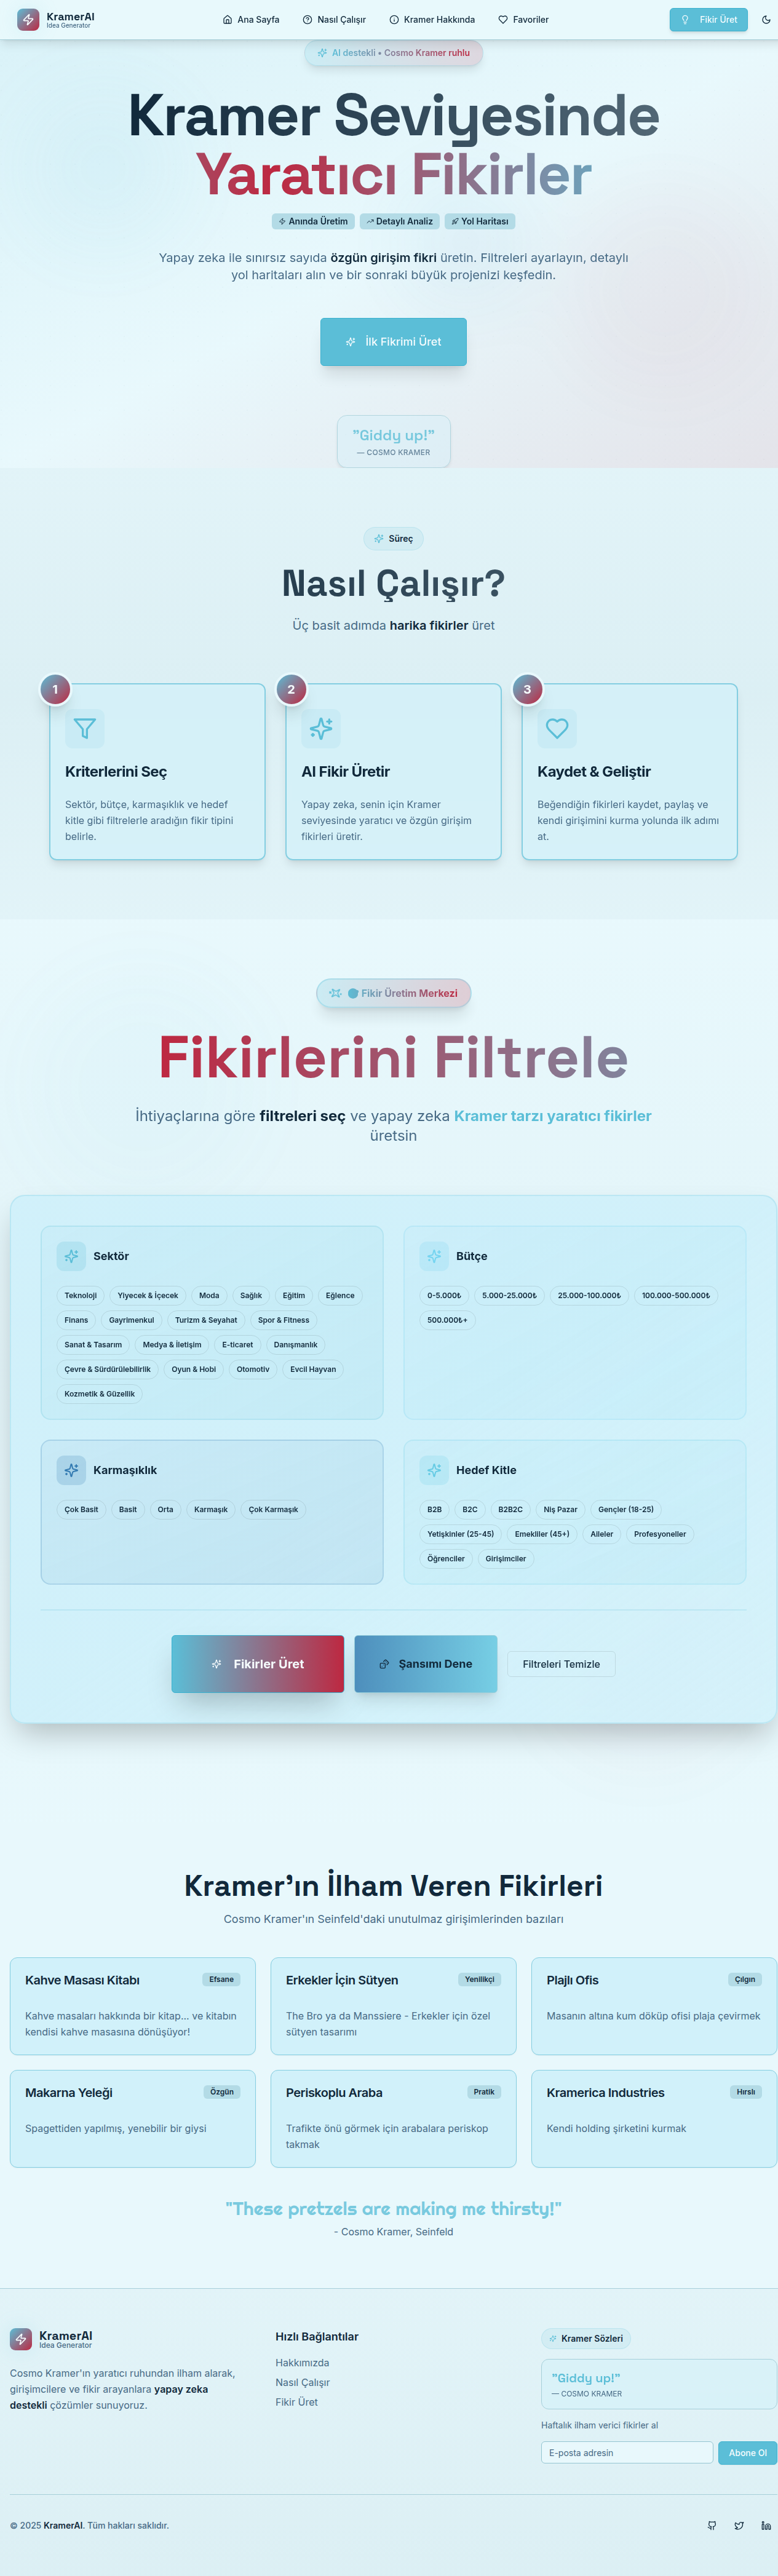 KramerAI
Idea Generator
Ana Sayfa
Nasıl Çalışır
Kramer Hakkında
Favoriler
Fikir Üret
AI destekli • Cosmo Kramer ruhlu
Kramer Seviyesinde
Yaratıcı Fikirler
Anında Üretim
Detaylı Analiz
Yol Haritası
Yapay zeka ile sınırsız sayıda özgün girişim fikri üretin. Filtreleri ayarlayın, detaylı
yol haritaları alın ve bir sonraki büyük projenizi keşfedin.
İlk Fikrimi Üret
"Giddy up!"
— COSMO KRAMER
Süreç
Nasıl Çalışır?
Üç basit adımda harika fikirler üret
1
Kriterlerini Seç
Sektör, bütçe, karmaşıklık ve hedef
kitle gibi filtrelerle aradığın fikir tipini
belirle.
2
AI Fikir Üretir
Yapay zeka, senin için Kramer
seviyesinde yaratıcı ve özgün girişim
fikirleri üretir.
3
Kaydet & Geliştir
Beğendiğin fikirleri kaydet, paylaş ve
kendi girişimini kurma yolunda ilk adımı
at.
Fikir Üretim Merkezi
Fikirlerini Filtrele
İhtiyaçlarına göre filtreleri seç ve yapay zeka Kramer tarzı yaratıcı fikirler
üretsin
Sektör
Teknoloji
Yiyecek & İçecek
Moda
Sağlık
Eğitim
Eğlence
Finans
Gayrimenkul
Turizm & Seyahat
Spor & Fitness
Sanat & Tasarım
Medya & İletişim
E-ticaret
Danışmanlık
Çevre & Sürdürülebilirlik
Oyun & Hobi
Otomotiv
Evcil Hayvan
Kozmetik & Güzellik
Bütçe
0-5.000₺
5.000-25.000₺
25.000-100.000₺
100.000-500.000₺
500.000₺+
Karmaşıklık
Çok Basit
Basit
Orta
Karmaşık
Çok Karmaşık
Hedef Kitle
B2B
B2C
B2B2C
Niş Pazar
Gençler (18-25)
Yetişkinler (25-45)
Emekliler (45+)
Aileler
Profesyoneller
Öğrenciler
Girişimciler
Fikirler Üret
Şansımı Dene
Filtreleri Temizle
Kramer'ın İlham Veren Fikirleri
Cosmo Kramer'ın Seinfeld'daki unutulmaz girişimlerinden bazıları
Kahve Masası Kitabı
Efsane
Kahve masaları hakkında bir kitap... ve kitabın
kendisi kahve masasına dönüşüyor!
Erkekler İçin Sütyen
Yenilikçi
The Bro ya da Manssiere - Erkekler için özel
sütyen tasarımı
Plajlı Ofis
Çılgın
Masanın altına kum döküp ofisi plaja çevirmek
Makarna Yeleği
Özgün
Spagettiden yapılmış, yenebilir bir giysi
Periskoplu Araba
Pratik
Trafikte önü görmek için arabalara periskop
takmak
Kramerica Industries
Hırslı
Kendi holding şirketini kurmak
"These pretzels are making me thirsty!"
- Cosmo Kramer, Seinfeld
KramerAI
Idea Generator
Cosmo Kramer'ın yaratıcı ruhundan ilham alarak,
girişimcilere ve fikir arayanlara yapay zeka
destekli çözümler sunuyoruz.
Hızlı Bağlantılar
Hakkımızda
Nasıl Çalışır
Fikir Üret
Kramer Sözleri
"Giddy up!"
— COSMO KRAMER
Haftalık ilham verici fikirler al
E-posta adresin
Abone Ol
© 2025 KramerAI. Tüm hakları saklıdır.